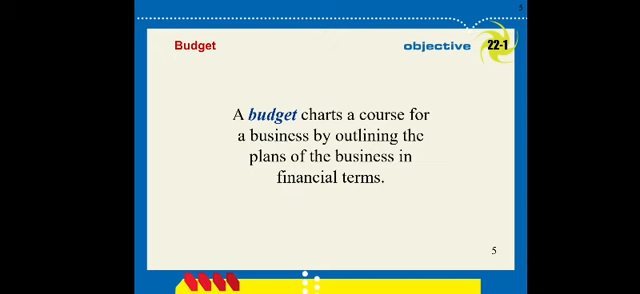 5
Budget
objective 22-1
A budget charts a course for
a business by outlining the
plans of the business in
financial terms.
5